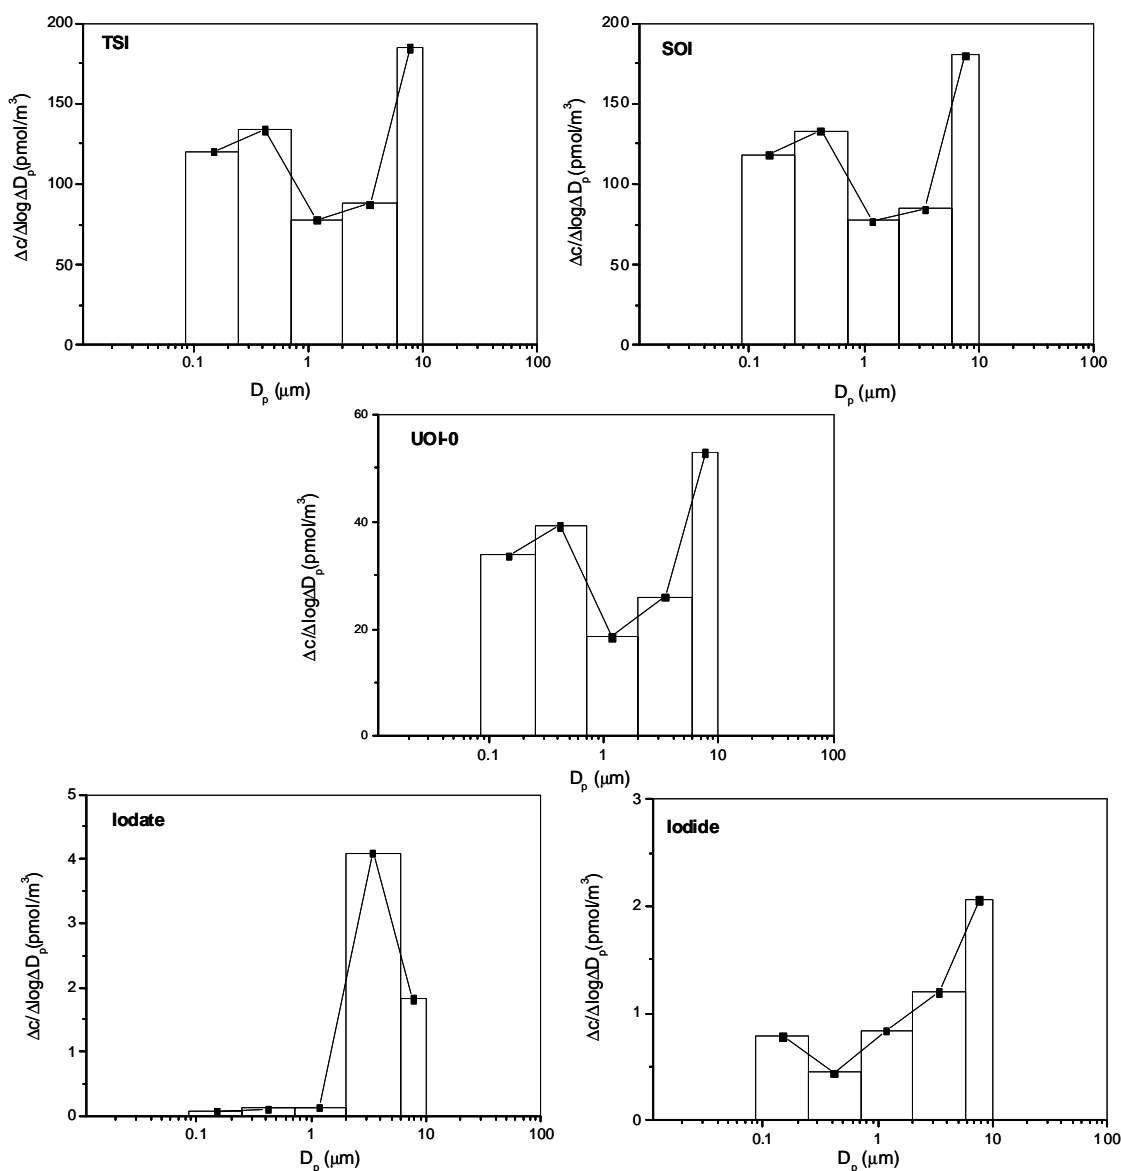 TSI
200
150
100
50
0
Δc/ΔlogΔDp(pmol/m³)
0.1 1 10 100
Dp (μm)
SOI
200
150
100
50
0
Δc/ΔlogΔDp(pmol/m³)
0.1 1 10 100
Dp (μm)
UOI-0
60
40
20
0
Δc/ΔlogΔDp(pmol/m³)
0.1 1 10 100
Dp (μm)
Iodate
5
4
3
2
1
0
Δc/ΔlogΔDp(pmol/m³)
0.1 1 10 100
Dp (μm)
Iodide
3
2
1
0
Δc/ΔlogΔDp(pmol/m³)
0.1 1 10 100
Dp (μm)